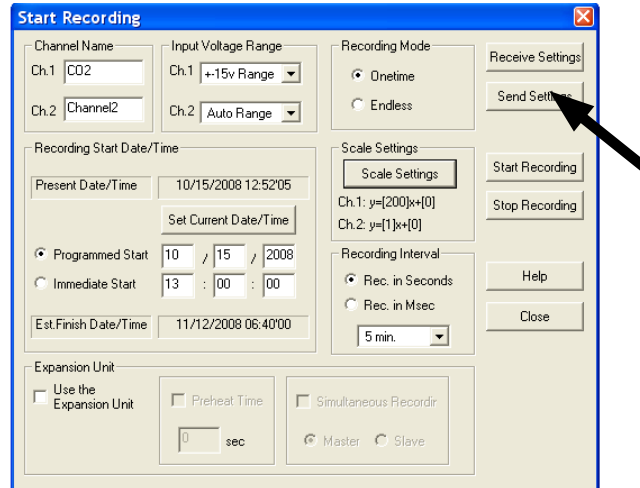 Start Recording
Channel Name
Ch.1 CO2
Ch.2 Channel2
Input Voltage Range
Ch.1 +-15v Range
Ch.2 Auto Range
Recording Mode
Onetime
Endless
Receive Settings
Send Settings
Recording Start Date/Time
Present Date/Time 10/15/2008 12:52'05
Set Current Date/Time
Programmed Start 10 / 15 / 2008
Immediate Start 13 : 00 : 00
Est.Finish Date/Time 11/12/2008 06:40'00
Scale Settings
Scale Settings
Ch.1: y=[200]x+[0]
Ch.2: y=[1]x+[0]
Start Recording
Stop Recording
Recording Interval
Rec. in Seconds
Rec. in Msec
5 min.
Help
Close
Expansion Unit
Use the
Expansion Unit
Preheat Time
0 sec
Simultaneous Recordir
Master Slave